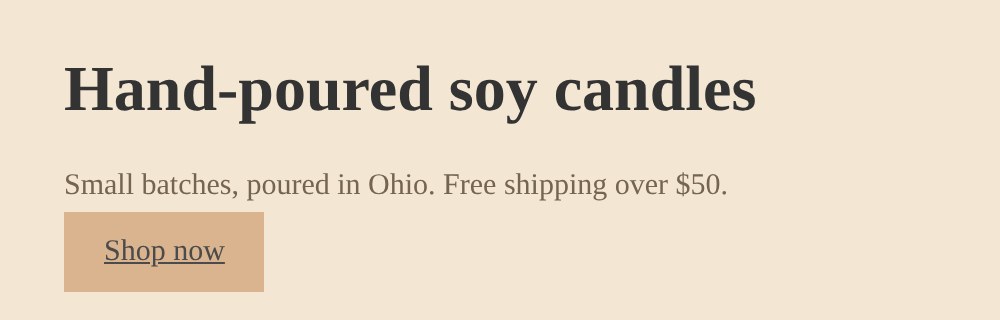 Hand-poured soy candles
Small batches, poured in Ohio. Free shipping over $50.
Shop now